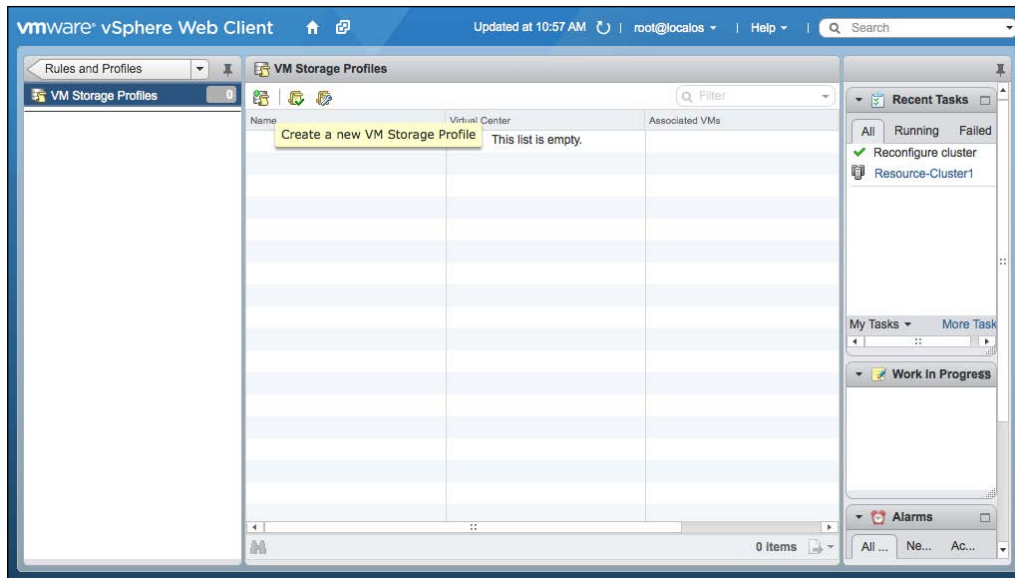 vmware® vSphere Web Client
Updated at 10:57 AM | root@localos | Help | Search
Rules and Profiles
VM Storage Profiles 0
VM Storage Profiles
Filter
Name Virtual Center Associated VMs
Create a new VM Storage Profile
This list is empty.
0 items
Recent Tasks
All Running Failed
Reconfigure cluster
Resource-Cluster1
My Tasks More Task
Work In Progress
Alarms
All ... Ne... Ac...